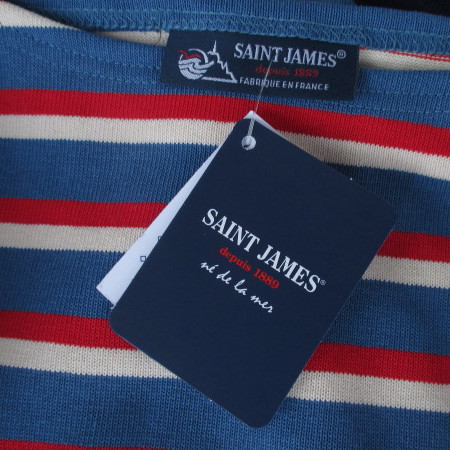 SAINT JAMES®
depuis 1889
FABRIQUE EN FRANCE
SAINT JAMES®
depuis 1889
né de la mer